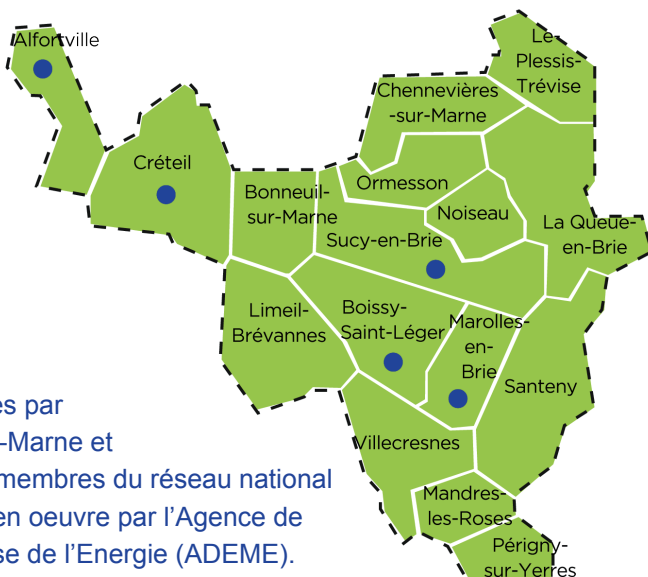 Alfortville
Le-
Plessis-
Trévise
Chennevières
-sur-Marne
Créteil
Ormesson
Bonneuil-
sur-Marne
Noiseau
Sucy-en-Brie
La Queue-
en-Brie
Limeil-
Brévannes
Boissy-
Saint-Léger
Marolles-
en-
Brie
Santeny
Villecresnes
Mandres-
les-Roses
Périgny-
sur-Yerres
par
-Marne et
membres du réseau national
en oeuvre par l’Agence de
de l’Energie (ADEME).